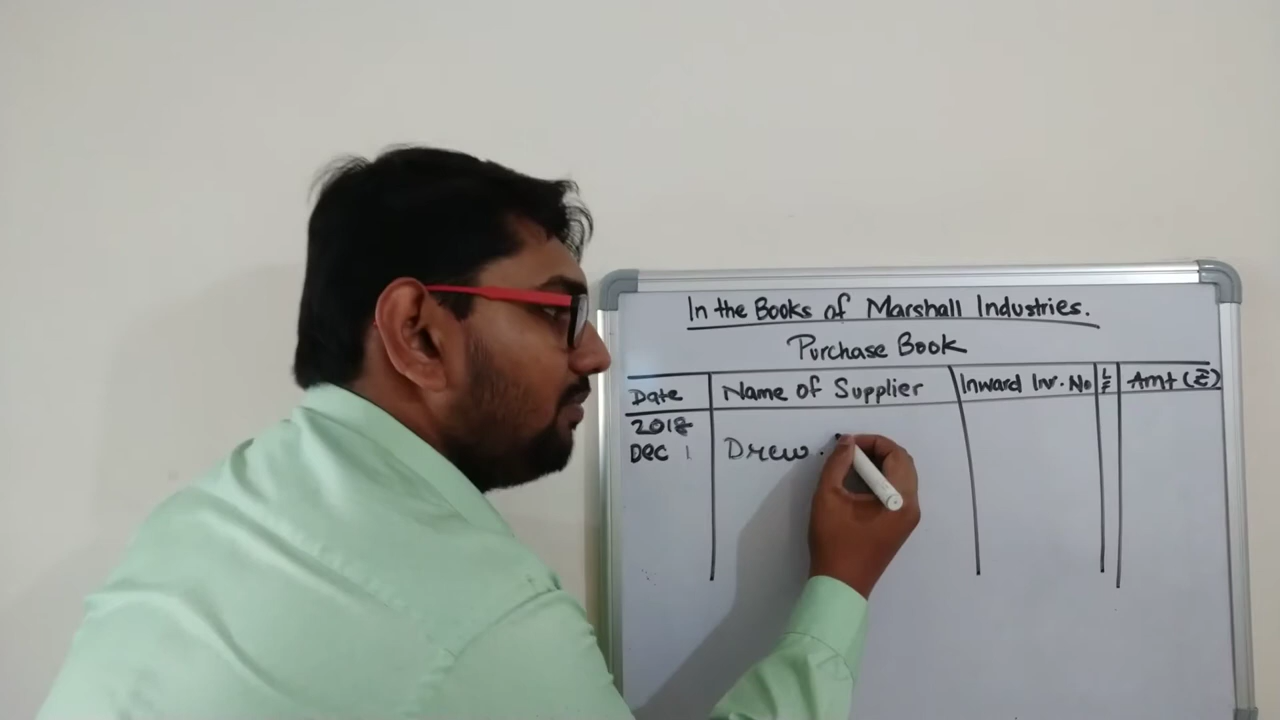 In the Books of Marshall Industries.
Purchase Book
Date Name of Supplier Inward Inv. No L F Amt (₹)
2018
Dec 1 Drew.